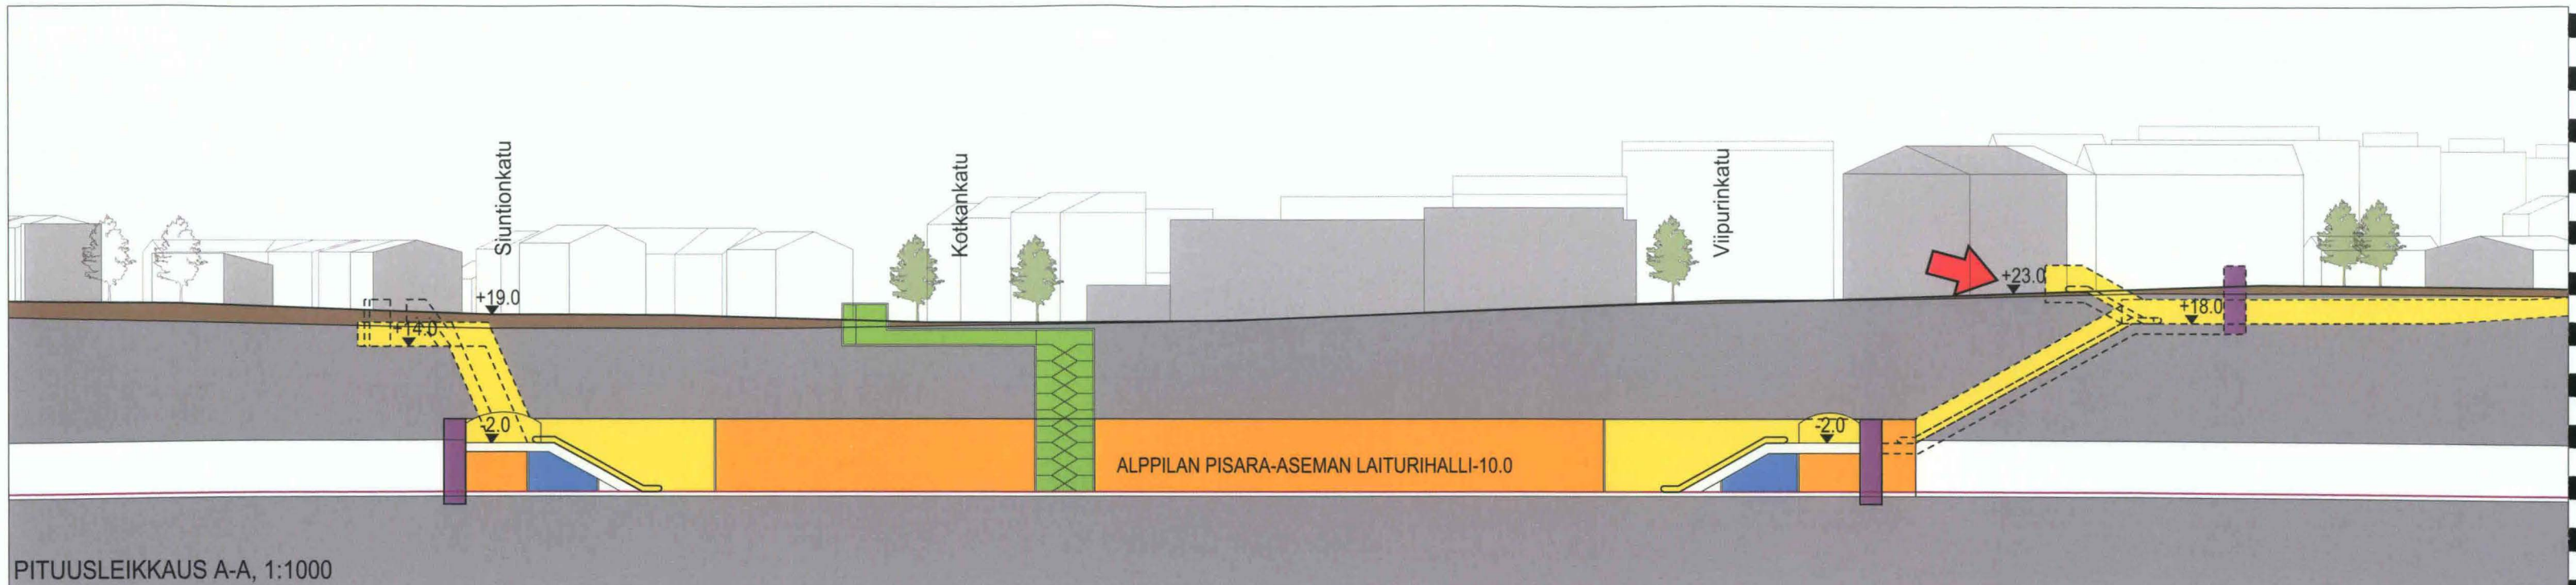 Siuntionkatu
Kotkankatu
Viipurinkatu
+23.0
+19.0
+18.0
+14.0
-2.0
-2.0
ALPPILAN PISARA-ASEMAN LAITURIHALLI-10.0
PITUUSLEIKKAUS A-A, 1:1000